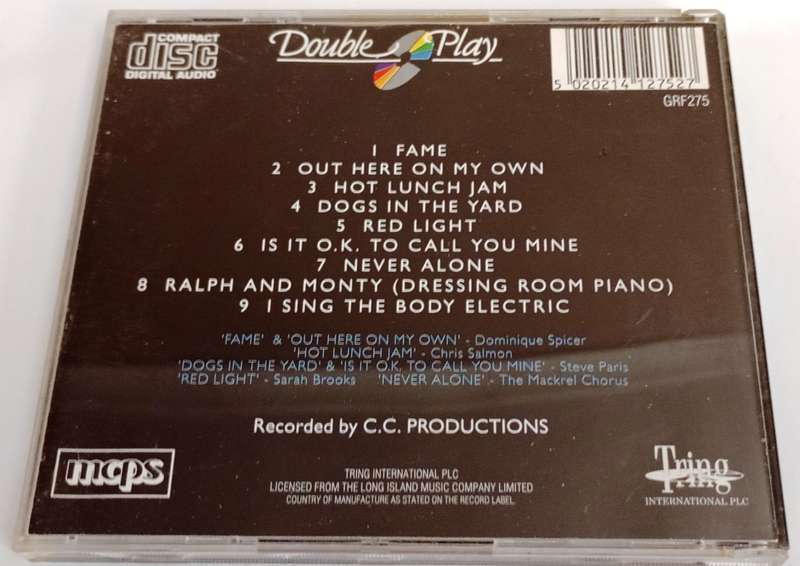 COMPACT
disc
DIGITAL AUDIO
Double Play
5 020214 127527
GRF275
1 FAME
2 OUT HERE ON MY OWN
3 HOT LUNCH JAM
4 DOGS IN THE YARD
5 RED LIGHT
6 IS IT O.K. TO CALL YOU MINE
7 NEVER ALONE
8 RALPH AND MONTY (DRESSING ROOM PIANO)
9 I SING THE BODY ELECTRIC
'FAME' & 'OUT HERE ON MY OWN' - Dominique Spicer
'HOT LUNCH JAM' - Chris Salmon
'DOGS IN THE YARD' & 'IS IT O.K. TO CALL YOU MINE' - Steve Paris
'RED LIGHT' - Sarah Brooks 'NEVER ALONE' - The Mackrel Chorus
Recorded by C.C. PRODUCTIONS
mcps
TRING INTERNATIONAL PLC
LICENSED FROM THE LONG ISLAND MUSIC COMPANY LIMITED
COUNTRY OF MANUFACTURE AS STATED ON THE RECORD LABEL.
Tring
INTERNATIONAL PLC